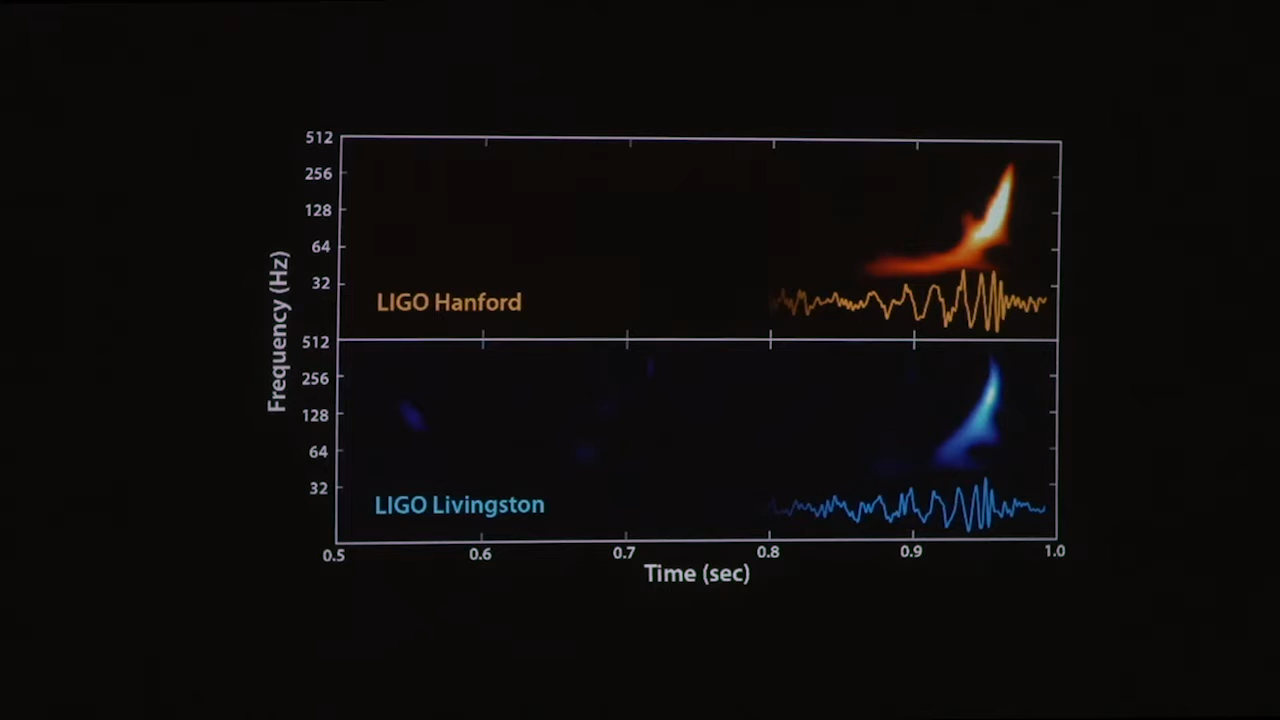 512
256
128
64
32
LIGO Hanford
Frequency (Hz)
512
256
128
64
32
LIGO Livingston
0.5 0.6 0.7 0.8 0.9 1.0
Time (sec)